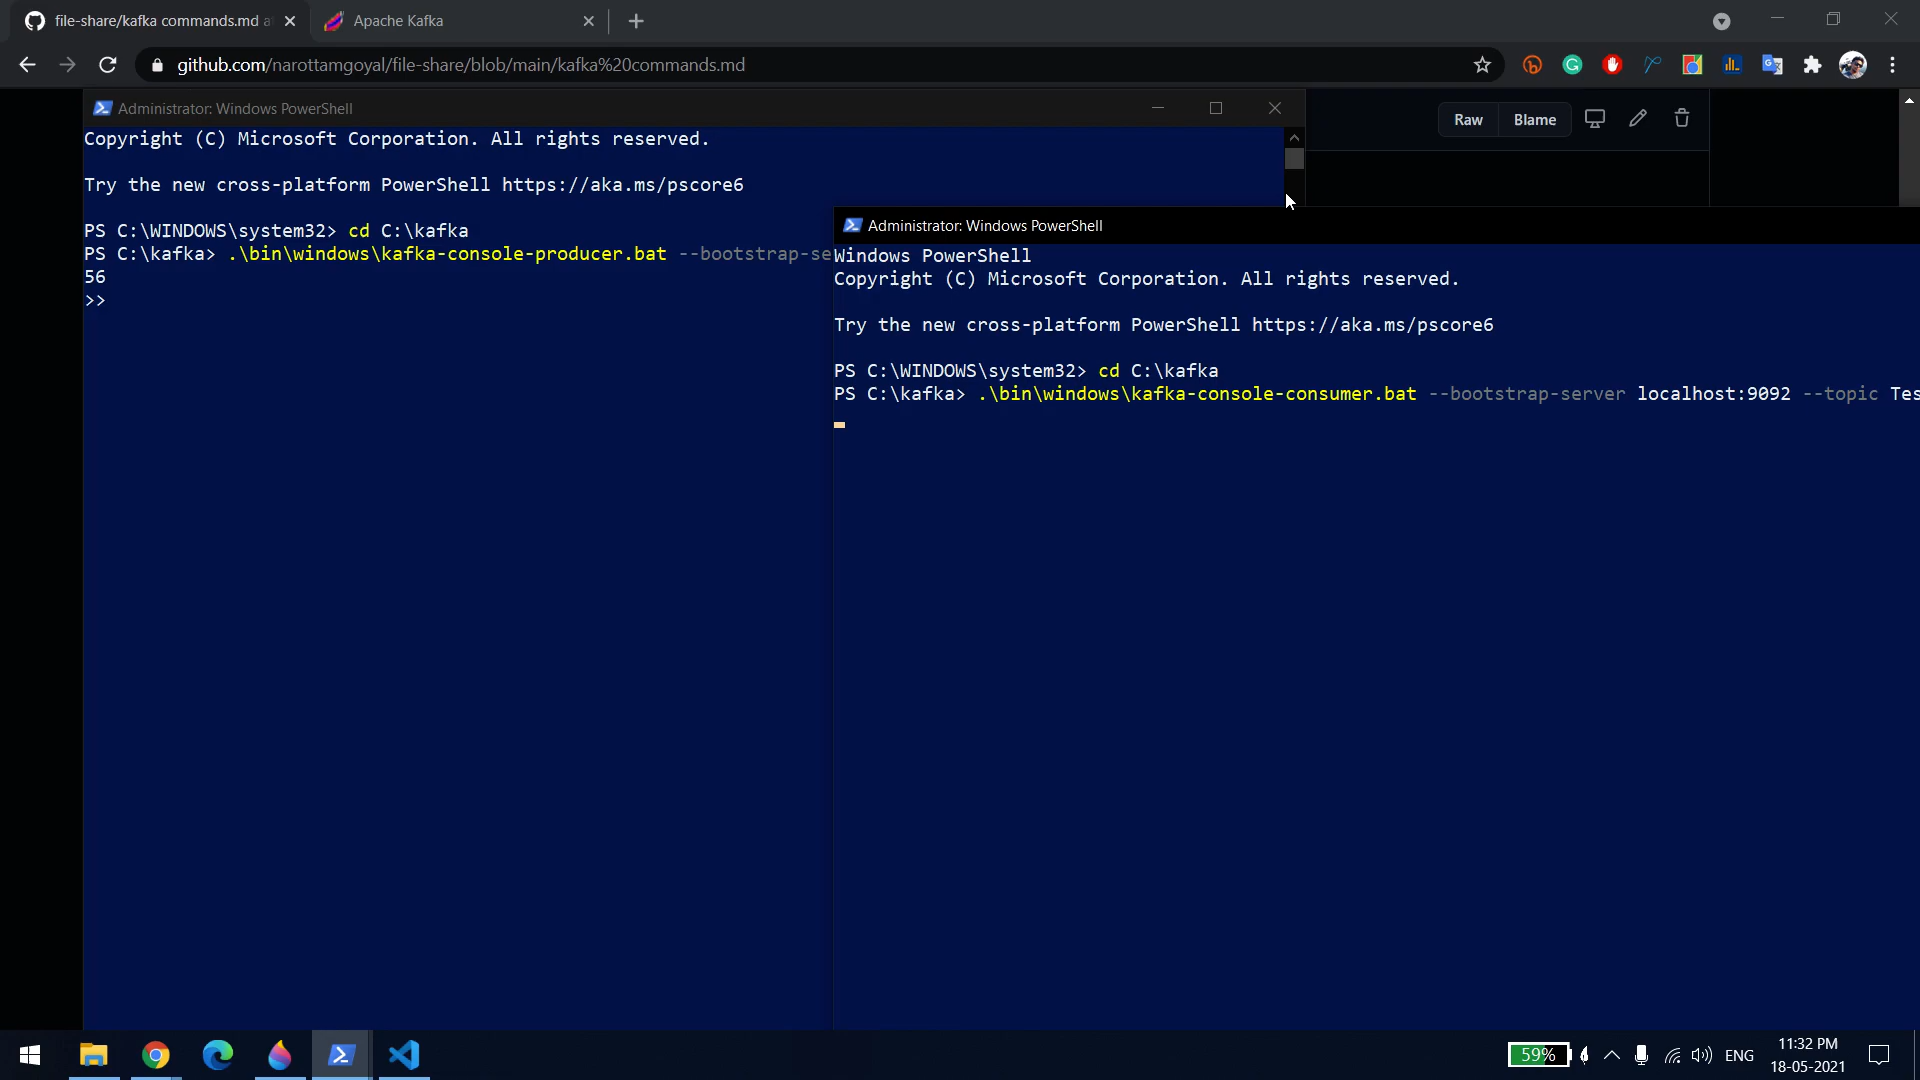 file-share/kafka commands.md a
Apache Kafka
github.com/narottamgoyal/file-share/blob/main/kafka%20commands.md
Administrator: Windows PowerShell
Raw
Blame
Copyright (C) Microsoft Corporation. All rights reserved.
Try the new cross-platform PowerShell https://aka.ms/pscore6
PS C:\WINDOWS\system32> cd C:\kafka
PS C:\kafka> .\bin\windows\kafka-console-producer.bat --bootstrap-se
56
>>
Administrator: Windows PowerShell
Windows PowerShell
Copyright (C) Microsoft Corporation. All rights reserved.
Try the new cross-platform PowerShell https://aka.ms/pscore6
PS C:\WINDOWS\system32> cd C:\kafka
PS C:\kafka> .\bin\windows\kafka-console-consumer.bat --bootstrap-server localhost:9092 --topic Tes
59%
ENG
11:32 PM
18-05-2021